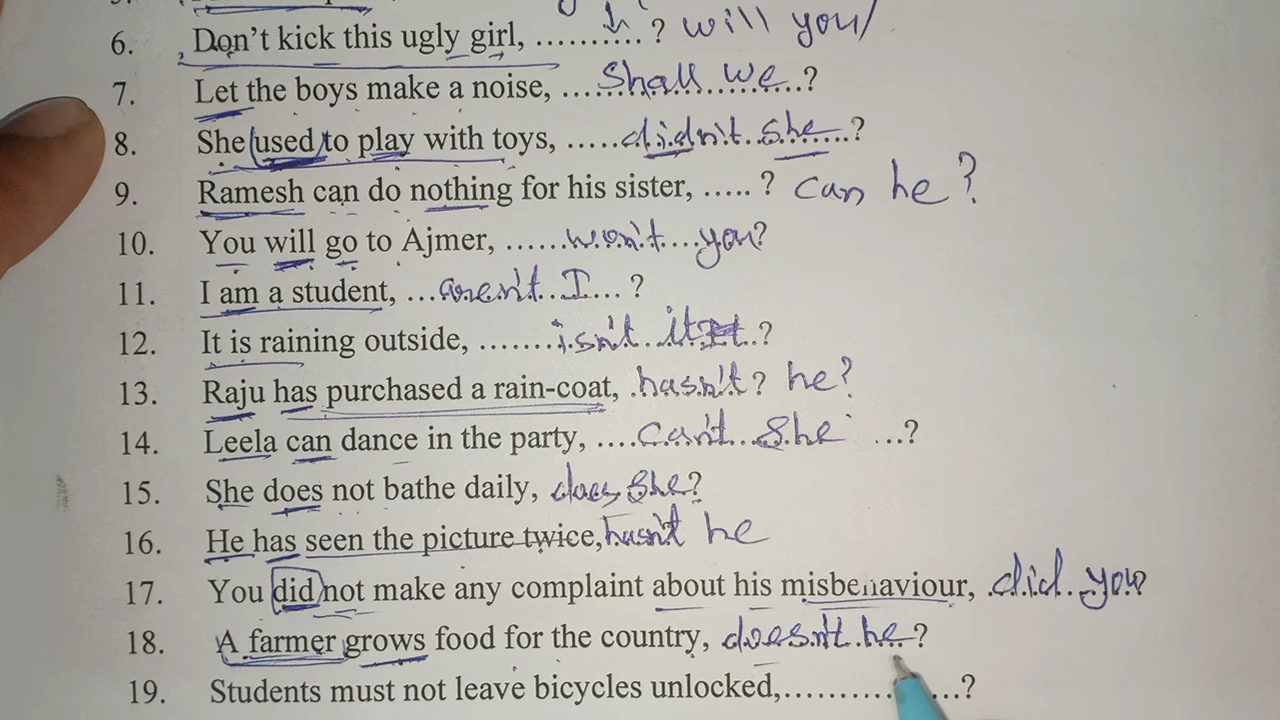 6. Don't kick this ugly girl, .......... ? will you/
7. Let the boys make a noise, ...shall we...?
8. She used to play with toys, .....didn't she......?
9. Ramesh can do nothing for his sister, ..... ? can he?
10. You will go to Ajmer, ......won't....you?
11. I am a student, ...aren't I... ?
12. It is raining outside, .......isn't it..?
13. Raju has purchased a rain-coat, hasn't? he?
14. Leela can dance in the party, ....can't she ...?
15. She does not bathe daily, does she?
16. He has seen the picture twice, hasn't he
17. You did not make any complaint about his misbehaviour, did you
18. A farmer grows food for the country, doesn't he ?
19. Students must not leave bicycles unlocked,.............?